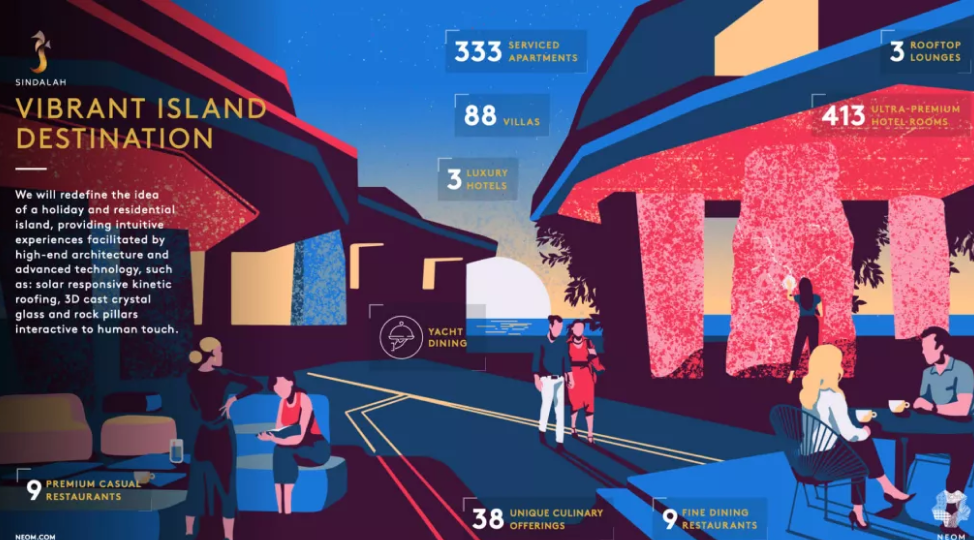 SINDALAH
VIBRANT ISLAND
DESTINATION
We will redefine the idea
of a holiday and residential
island, providing intuitive
experiences facilitated by
high-end architecture and
advanced technology, such
as: solar responsive kinetic
roofing, 3D cast crystal
glass and rock pillars
interactive to human touch.
333 SERVICED
APARTMENTS
3 ROOFTOP
LOUNGES
88 VILLAS
413 ULTRA-PREMIUM
HOTEL-ROOMS
3 LUXURY
HOTELS
YACHT
DINING
9 PREMIUM CASUAL
RESTAURANTS
38 UNIQUE CULINARY
OFFERINGS
9 FINE DINING
RESTAURANTS
NEOM.COM
NEOM